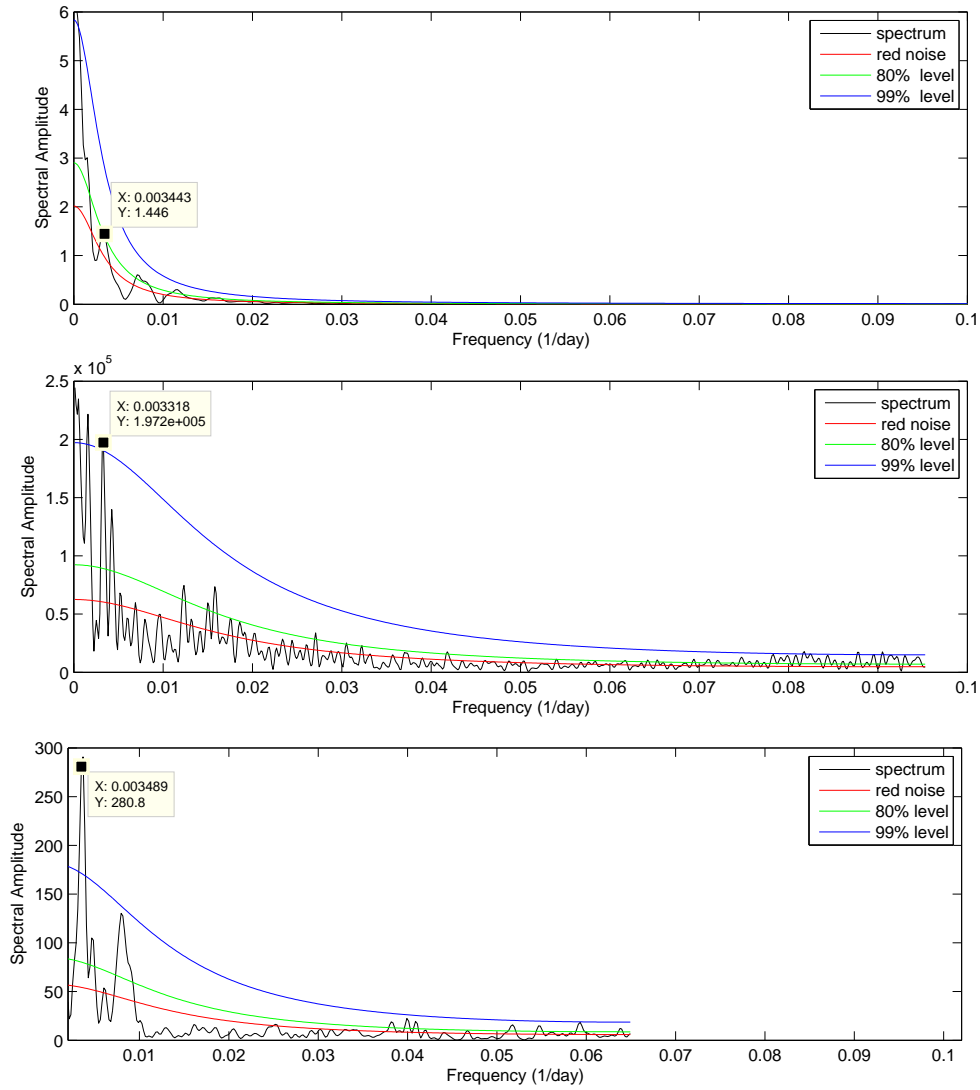 6
5
4
3
2
1
0
Spectral Amplitude
X: 0.003443
Y: 1.446
spectrum
red noise
80% level
99% level
0 0.01 0.02 0.03 0.04 0.05 0.06 0.07 0.08 0.09 0.1
Frequency (1/day)
x 10^5
2.5
2
1.5
1
0.5
0
Spectral Amplitude
X: 0.003318
Y: 1.972e+005
spectrum
red noise
80% level
99% level
0 0.01 0.02 0.03 0.04 0.05 0.06 0.07 0.08 0.09 0.1
Frequency (1/day)
300
250
200
150
100
50
0
Spectral Amplitude
X: 0.003489
Y: 280.8
spectrum
red noise
80% level
99% level
0.01 0.02 0.03 0.04 0.05 0.06 0.07 0.08 0.09 0.1
Frequency (1/day)